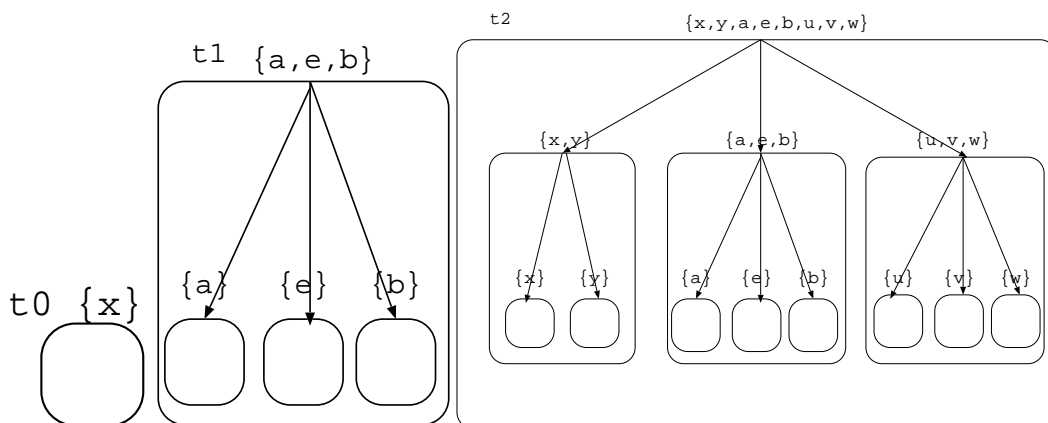 t0 {x}
t1 {a,e,b}
{a} {e} {b}
t2 {x,y,a,e,b,u,v,w}
{x,y} {a,e,b} {u,v,w}
{x} {y} {a} {e} {b} {u} {v} {w}